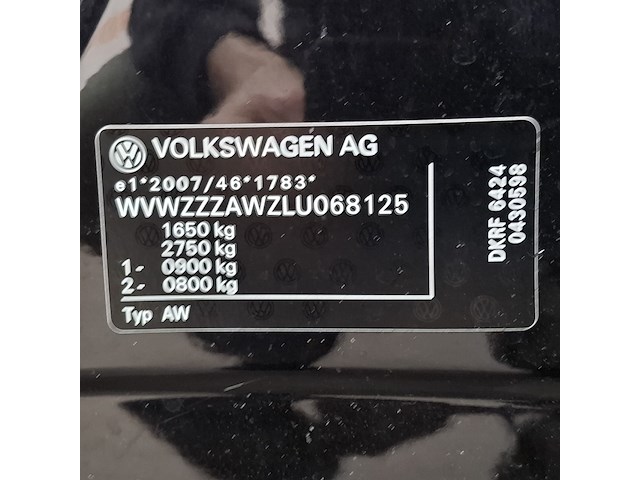 VOLKSWAGEN AG
e1*2007/46*1783*
WVWZZZAWZLU068125
1650 kg
2750 kg
1- 0900 kg
2- 0800 kg
Typ AW
DKRF 6424
0430598